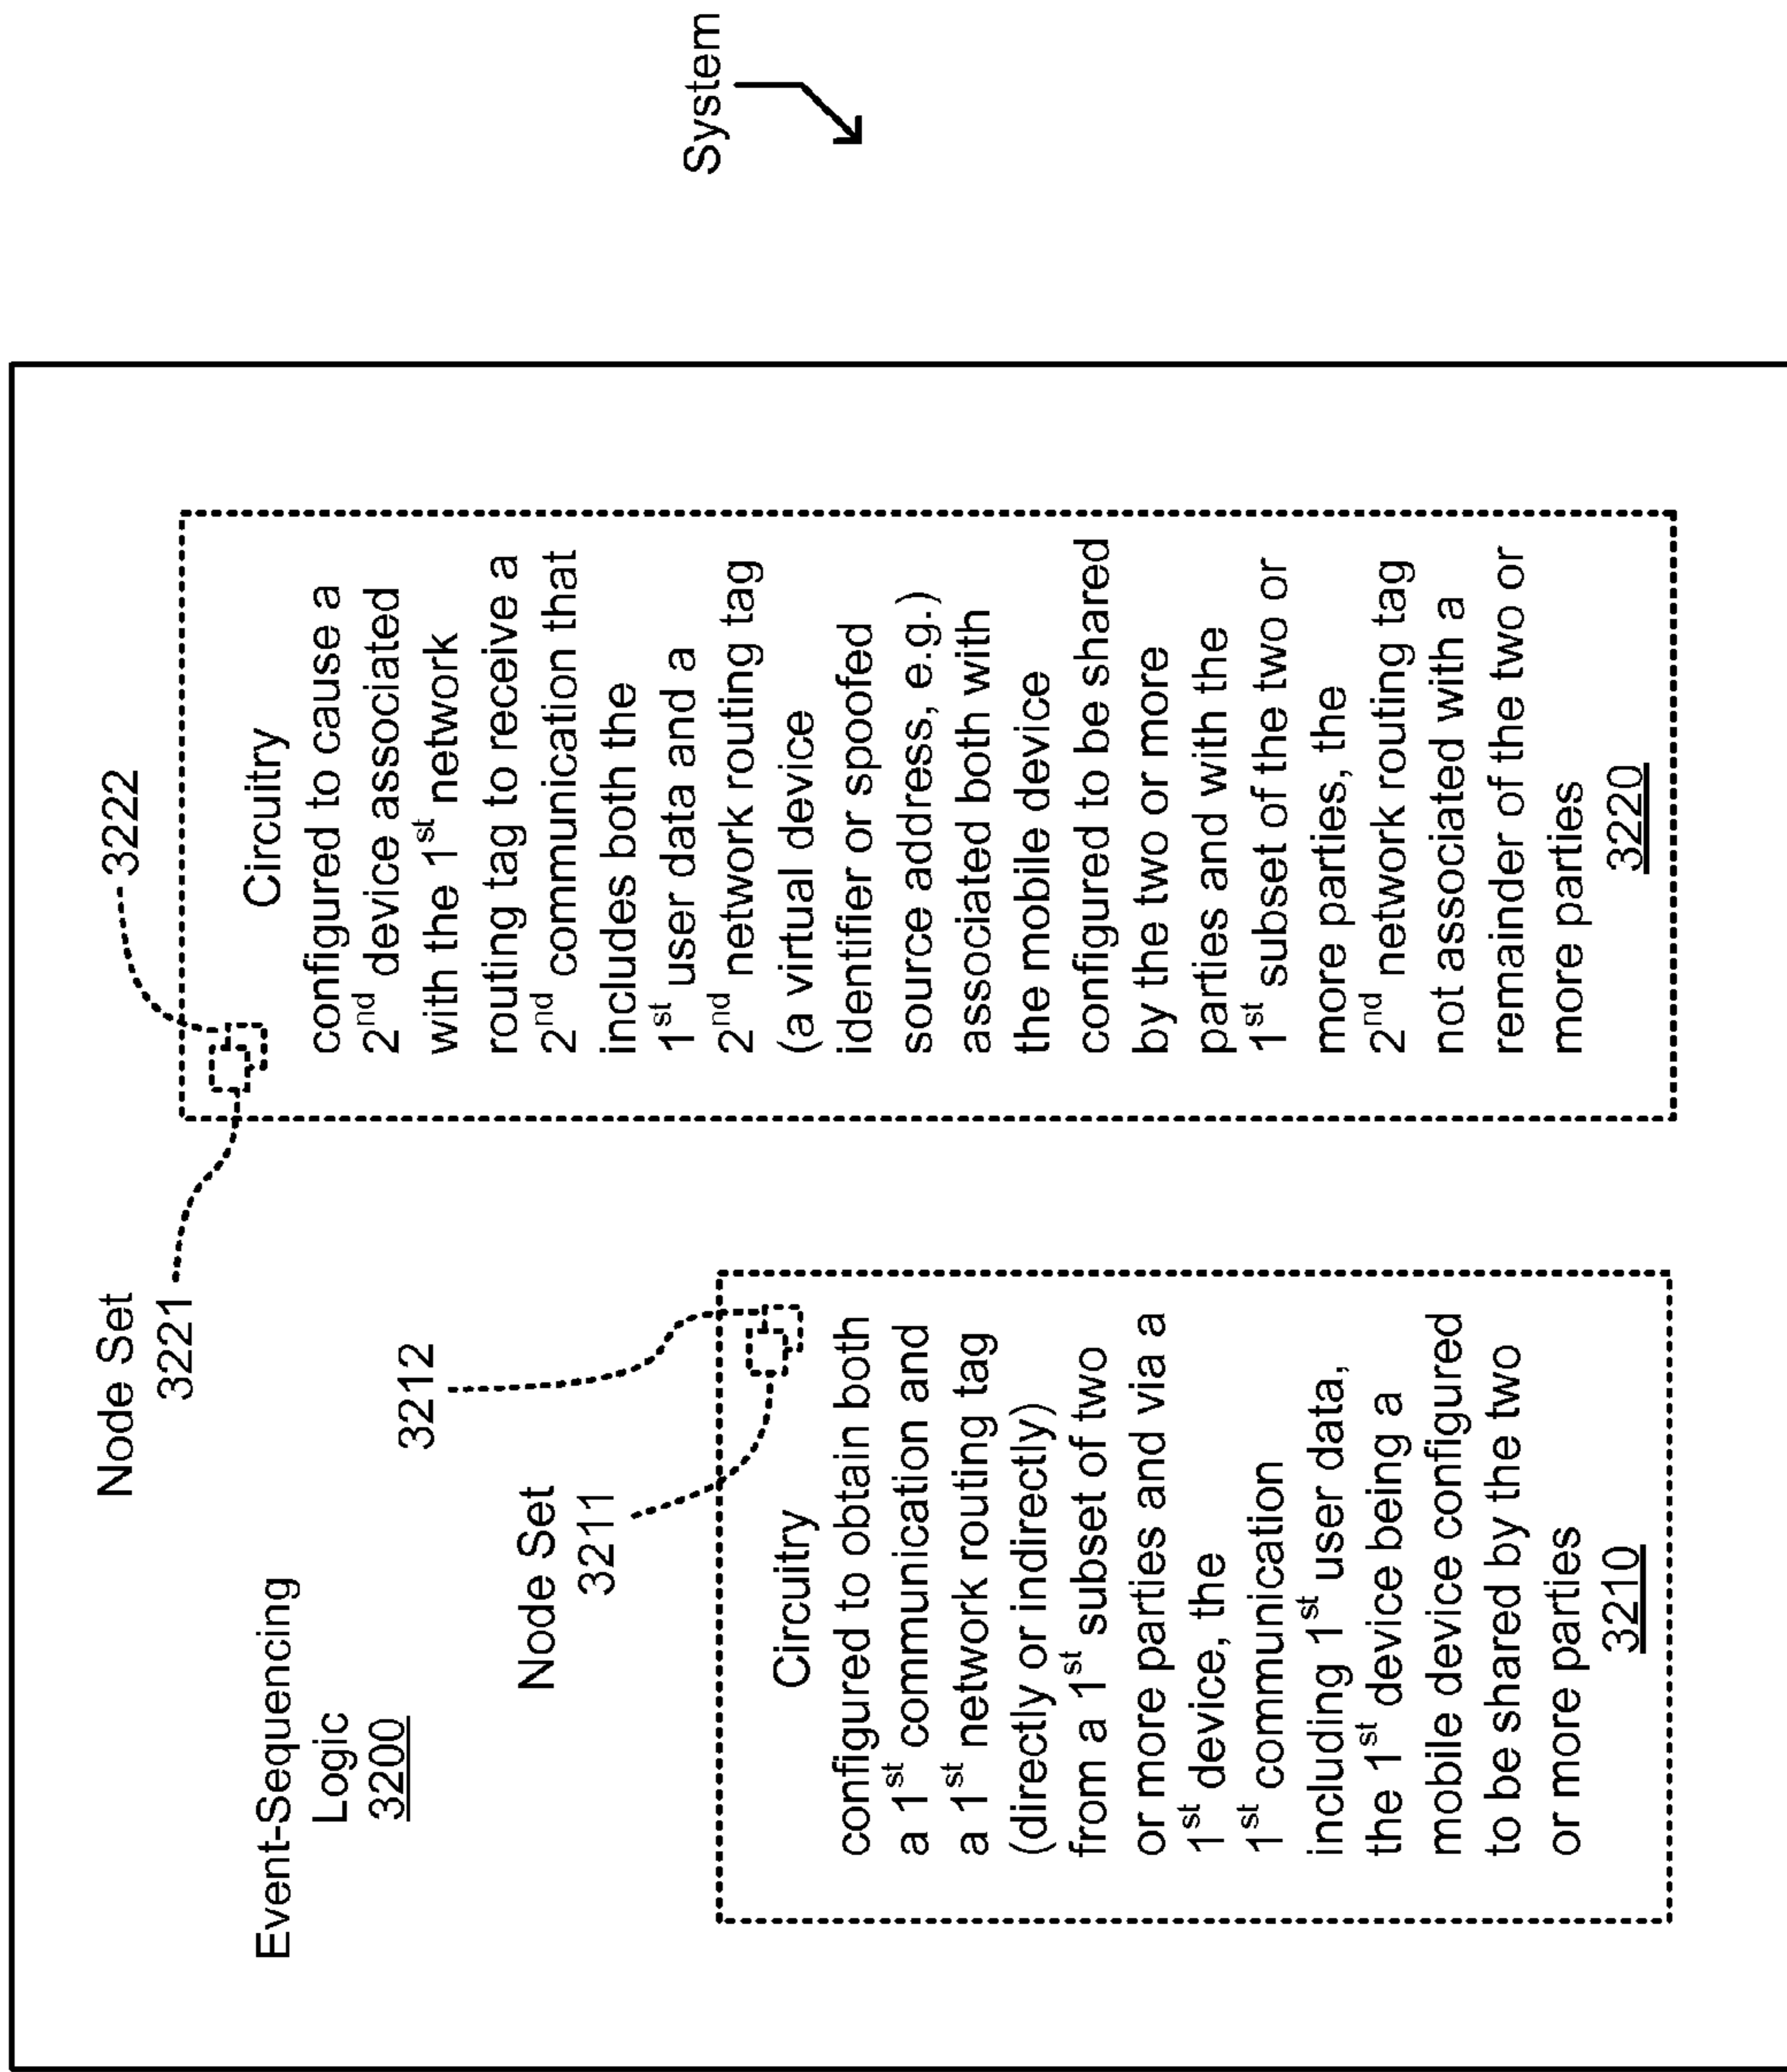 System
Event-Sequencing
Logic
3200
Node Set
3211
3212
Circuitry
configured to obtain both
a 1st communication and
a 1st network routing tag
(directly or indirectly)
from a 1st subset of two
or more parties and via a
1st device, the
1st communication
including 1st user data,
the 1st device being a
mobile device configured
to be shared by the two
or more parties
3210
Node Set
3221
3222
Circuitry
configured to cause a
2nd device associated
with the 1st network
routing tag to receive a
2nd communication that
includes both the
1st user data and a
2nd network routing tag
(a virtual device
identifier or spoofed
source address, e.g.)
associated both with
the mobile device
configured to be shared
by the two or more
parties and with the
1st subset of the two or
more parties, the
2nd network routing tag
not associated with a
remainder of the two or
more parties
3220